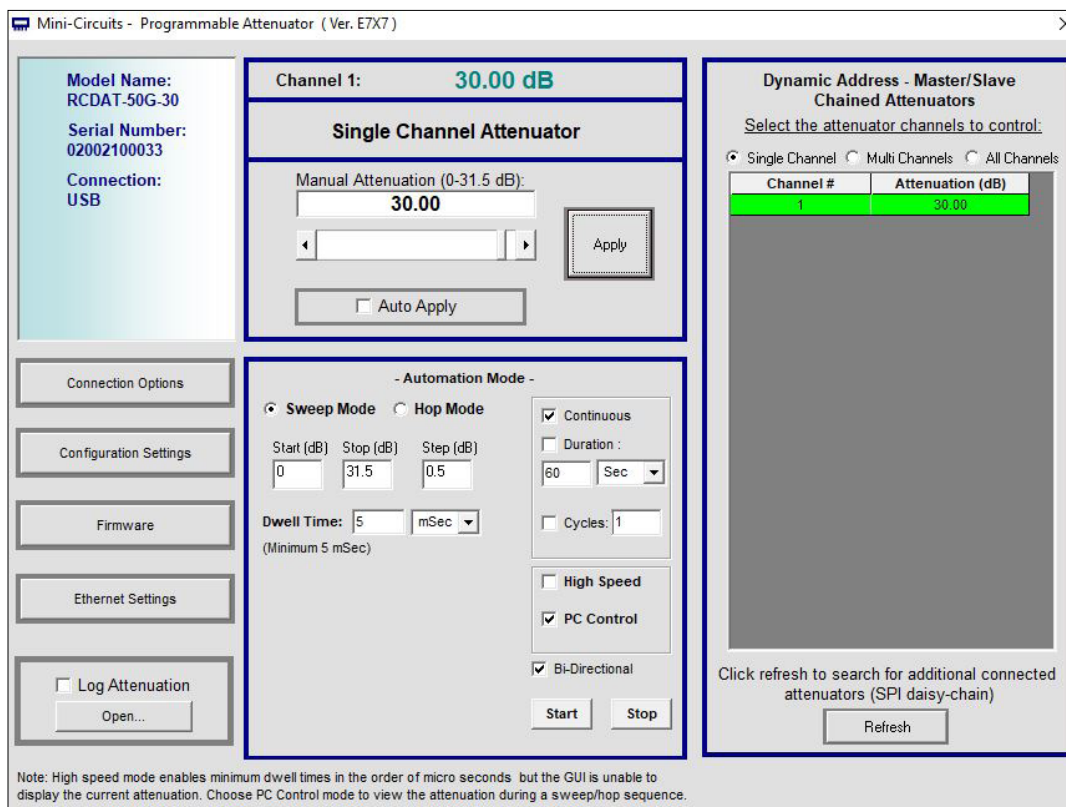 Mini-Circuits - Programmable Attenuator ( Ver. E7X7 )
Model Name:
RCDAT-50G-30
Serial Number:
02002100033
Connection:
USB
Connection Options
Configuration Settings
Firmware
Ethernet Settings
Log Attenuation
Open...
Channel 1: 30.00 dB
Single Channel Attenuator
Manual Attenuation (0-31.5 dB):
30.00
Apply
Auto Apply
- Automation Mode -
Sweep Mode Hop Mode
Start (dB) Stop (dB) Step (dB)
0 31.5 0.5
Dwell Time: 5 mSec
(Minimum 5 mSec)
Continuous
Duration :
60 Sec
Cycles: 1
High Speed
PC Control
Bi-Directional
Start Stop
Dynamic Address - Master/Slave
Chained Attenuators
Select the attenuator channels to control:
Single Channel Multi Channels All Channels
Channel # Attenuation (dB)
1 30.00
Click refresh to search for additional connected
attenuators (SPI daisy-chain)
Refresh
Note: High speed mode enables minimum dwell times in the order of micro seconds but the GUI is unable to
display the current attenuation. Choose PC Control mode to view the attenuation during a sweep/hop sequence.